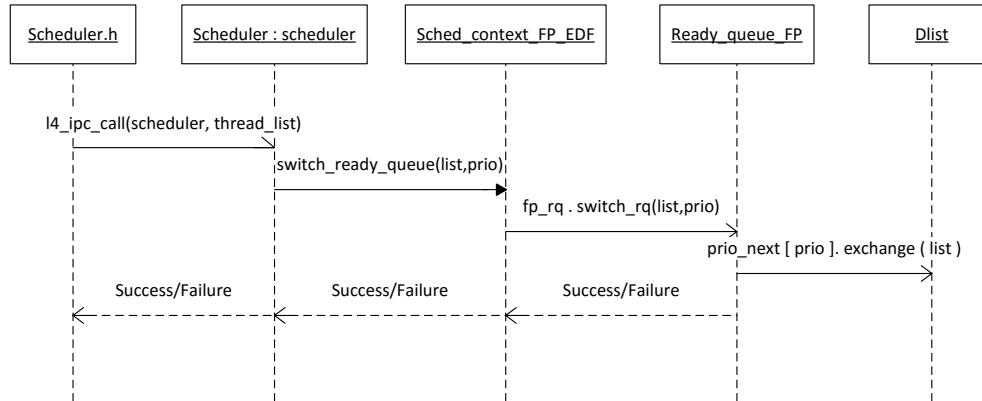 Scheduler.h
Scheduler : scheduler
Sched_context_FP_EDF
Ready_queue_FP
Dlist
l4_ipc_call(scheduler, thread_list)
switch_ready_queue(list,prio)
fp_rq . switch_rq(list,prio)
prio_next [ prio ]. exchange ( list )
Success/Failure
Success/Failure
Success/Failure